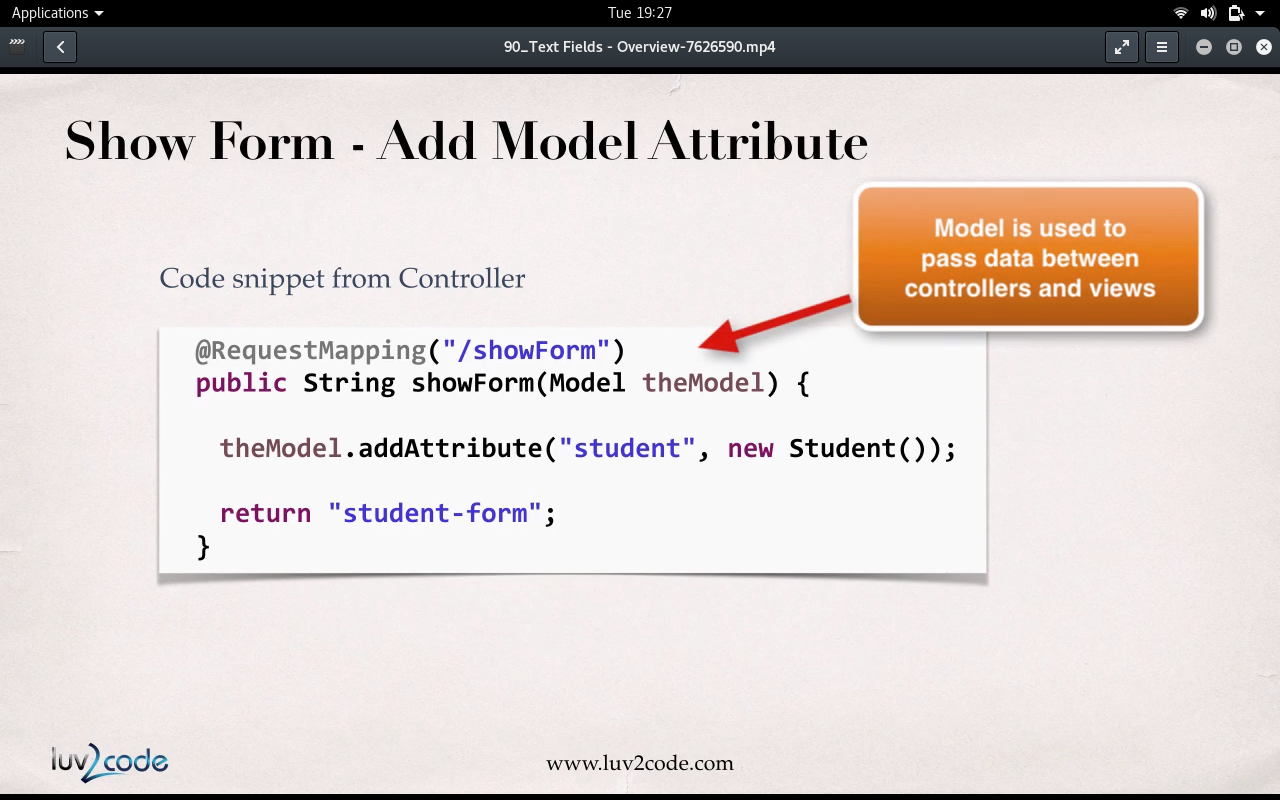 Applications
Tue 19:27
90_Text Fields - Overview-7626590.mp4
Show Form - Add Model Attribute
Model is used to
pass data between
controllers and views
Code snippet from Controller
@RequestMapping("/showForm")
public String showForm(Model theModel) {
theModel.addAttribute("student", new Student());
return "student-form";
}
luv2code
www.luv2code.com